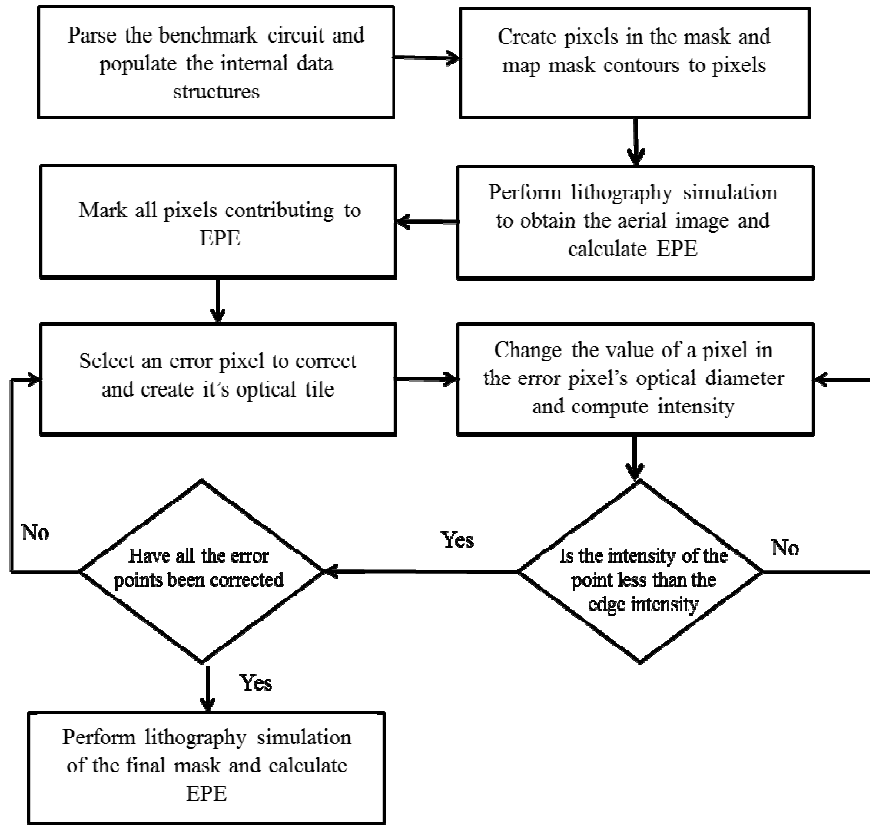 Parse the benchmark circuit and
populate the internal data
structures
Create pixels in the mask and
map mask contours to pixels
Perform lithography simulation
to obtain the aerial image and
calculate EPE
Mark all pixels contributing to
EPE
Select an error pixel to correct
and create it's optical tile
Change the value of a pixel in
the error pixel's optical diameter
and compute intensity
Is the intensity of the
point less than the
edge intensity
No
Yes
Have all the error
points been corrected
No
Yes
Perform lithography simulation
of the final mask and calculate
EPE